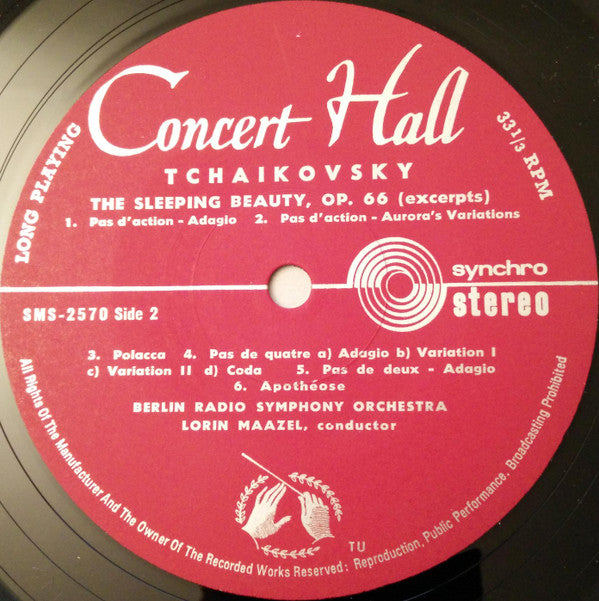 Concert Hall
LONG PLAYING
33 1/3 RPM
TCHAIKOVSKY
THE SLEEPING BEAUTY, OP. 66 (excerpts)
1. Pas d'action - Adagio 2. Pas d'action - Aurora's Variations
synchro
stereo
SMS-2570 Side 2
3. Polacca 4. Pas de quatre a) Adagio b) Variation I
c) Variation II d) Coda 5. Pas de deux - Adagio
6. Apothéose
BERLIN RADIO SYMPHONY ORCHESTRA
LORIN MAAZEL, conductor
TU
All Rights Of The Manufacturer And The Owner Of The Recorded Works Reserved: Reproduction, Public Performance, Broadcasting Prohibited